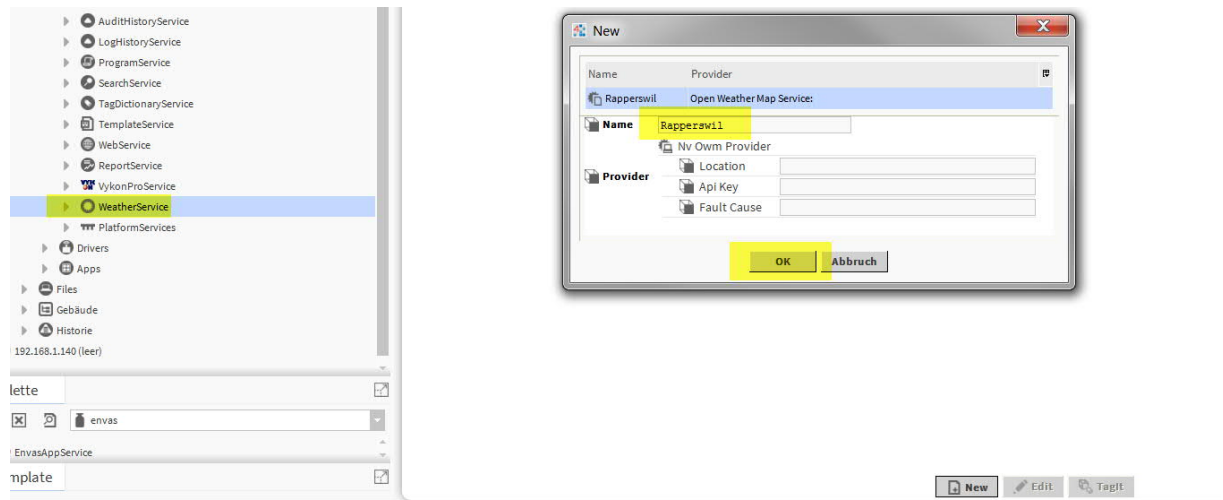 AuditHistoryService
LogHistoryService
ProgramService
SearchService
TagDictionaryService
TemplateService
WebService
ReportService
VykonProService
WeatherService
PlatformServices
Drivers
Apps
Files
Gebäude
Historie
192.168.1.140 (leer)
lette
envas
EnvasAppService
mplate
New
Name Provider
Rapperswil Open Weather Map Service:
Name Rapperswil
Nv Owm Provider
Provider
Location
Api Key
Fault Cause
OK Abbruch
New Edit TagIt